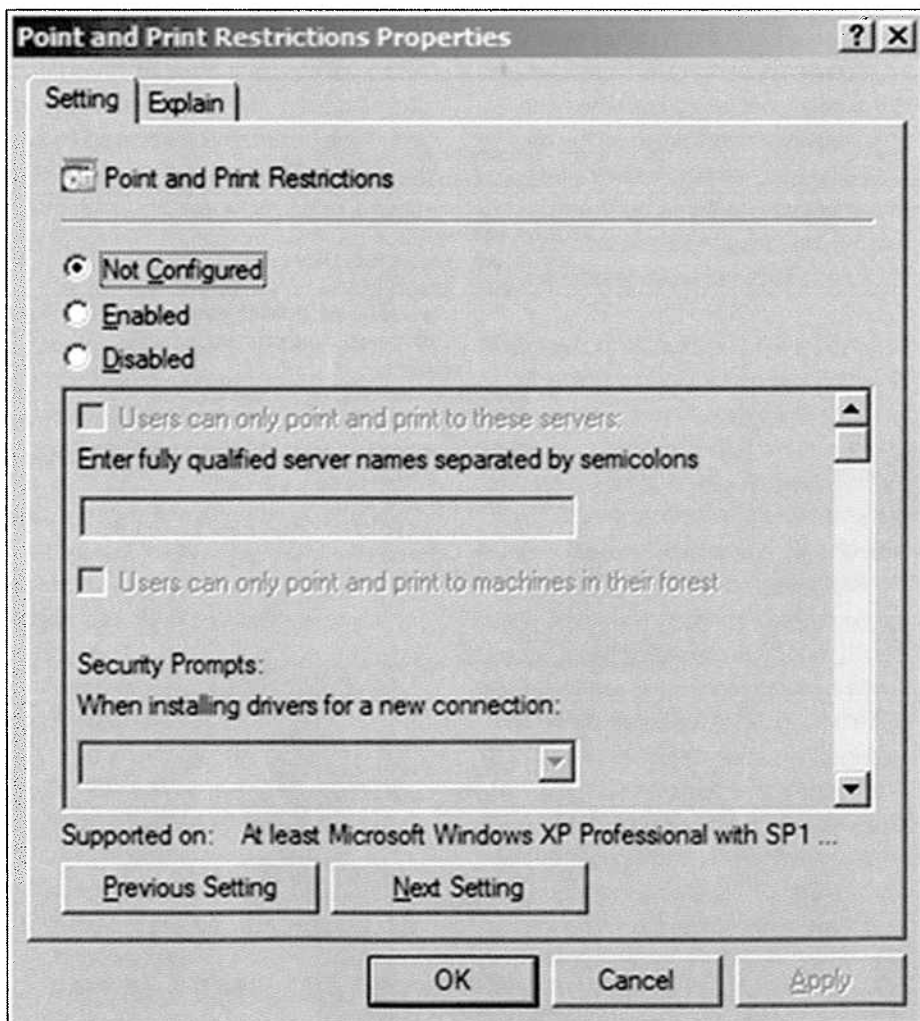 Point and Print Restrictions Properties
Setting
Explain
Point and Print Restrictions
Not Configured
Enabled
Disabled
Users can only point and print to these servers:
Enter fully qualified server names separated by semicolons
Users can only point and print to machines in their forest
Security Prompts:
When installing drivers for a new connection:
Supported on: At least Microsoft Windows XP Professional with SP1 ...
Previous Setting
Next Setting
OK
Cancel
Apply